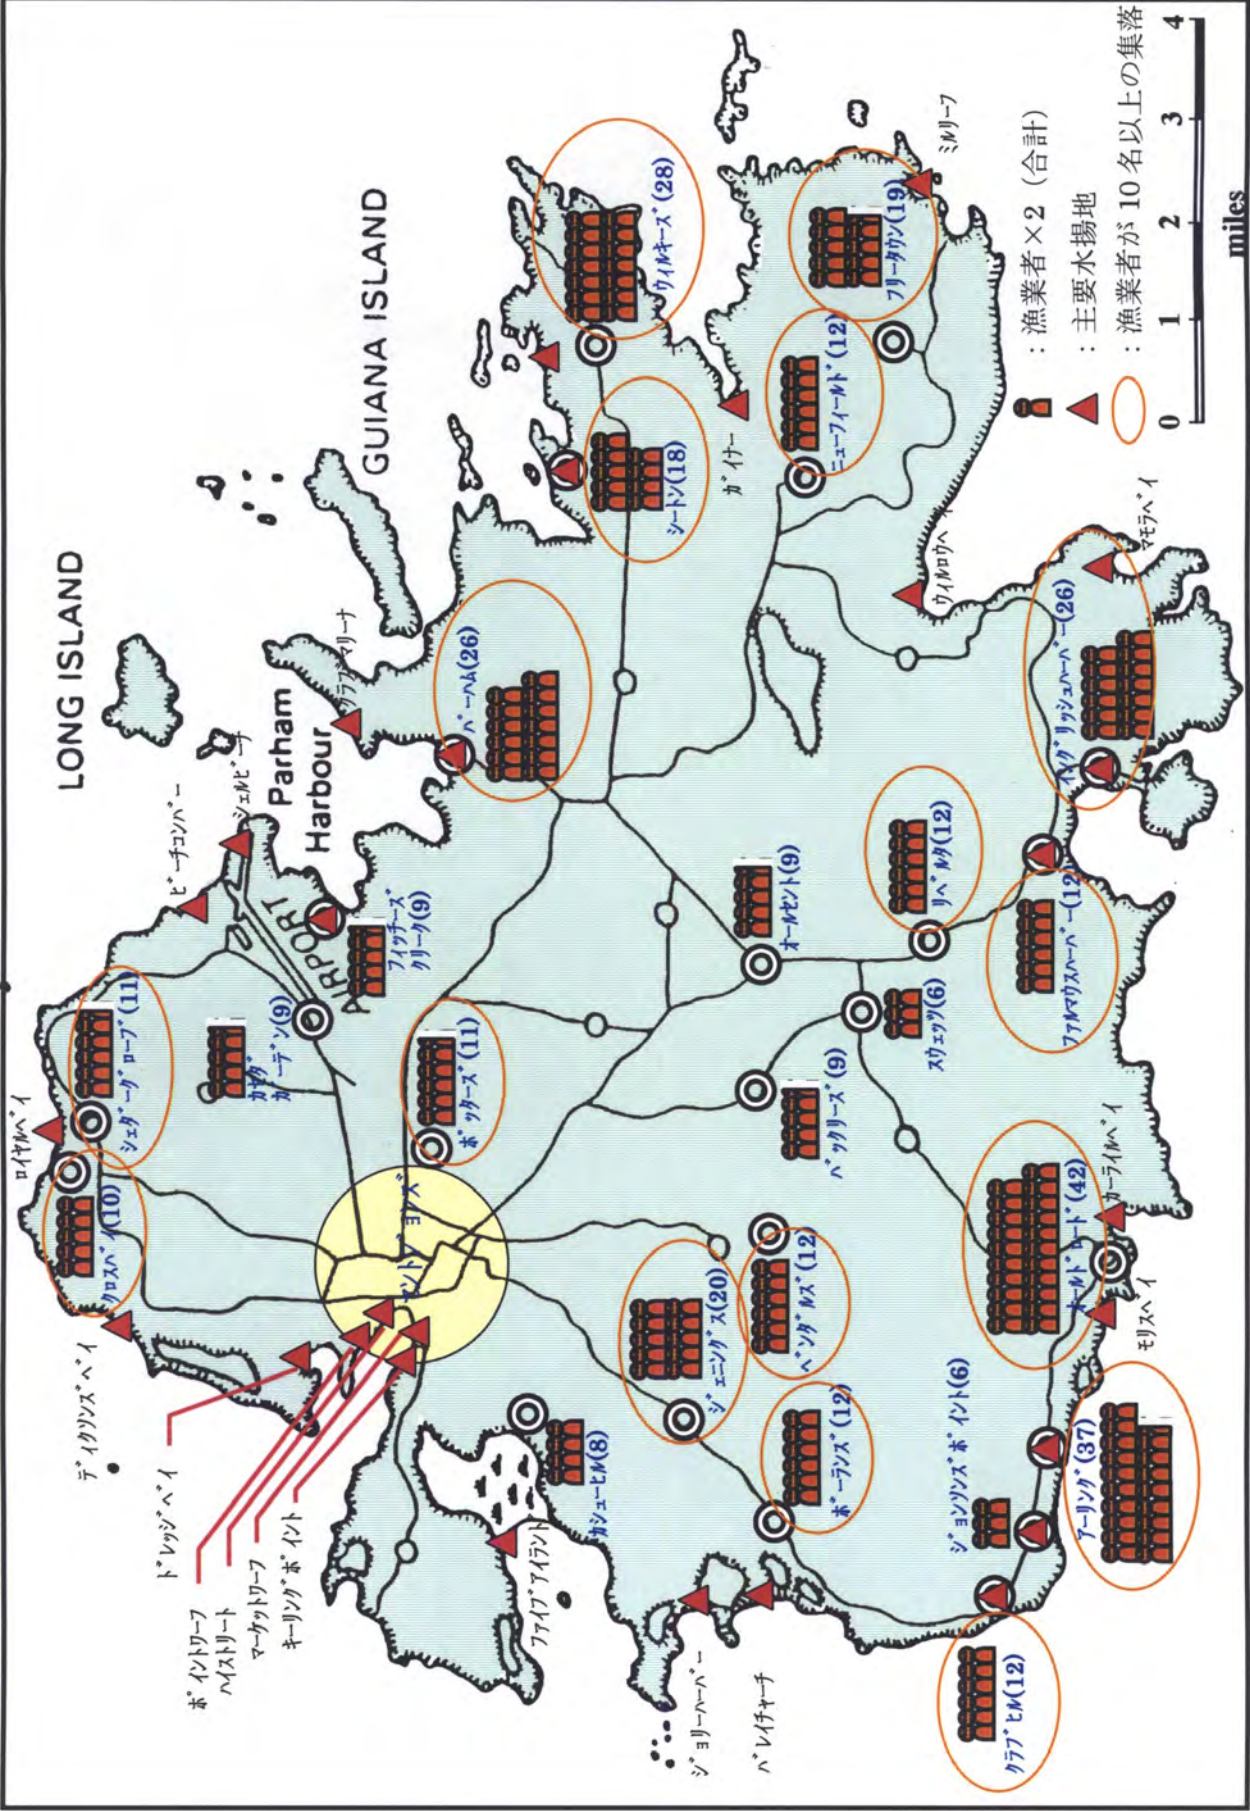 LONG ISLAND
GUIANA ISLAND
Parham
Harbour
AIRPORT
ロイヤルベイ
シェダーグローブ(11)
クロスベイ(10)
ディクソンズベイ
ビーチコンバー
シェルビーチ
クラブマリーナ
カセダ
ガーデン(9)
フィッチーズ
クリーク(9)
ポッターズ(11)
セントジョンズ
パーハム(26)
シートン(18)
ウィルキーズ(28)
ガイナー
ニューフィールド(12)
フリータウン(19)
ミルリーフ
ウィルロウベイ
マモラベイ
イングリッシュハーバー(26)
ファルマウスハーバー(12)
リベルタ(12)
オールセント(9)
スウェッツ(6)
ベックリーズ(9)
カーライルベイ
オールドロード(42)
モリスベイ
ベンダルズ(12)
ジェニングス(20)
ボーランズ(12)
ジョンソンズポイント(6)
アーリング(37)
クラブヒル(12)
カシューヒル(8)
ファイブアイランド
ジョリーハーバー
バレイチャーチ
ドレッジベイ
ポイントワーフ
ハイストリート
マーケットワーフ
キーリングポイント
:漁業者×2(合計)
:主要水揚地
:漁業者が10名以上の集落
0 1 2 3 4
miles